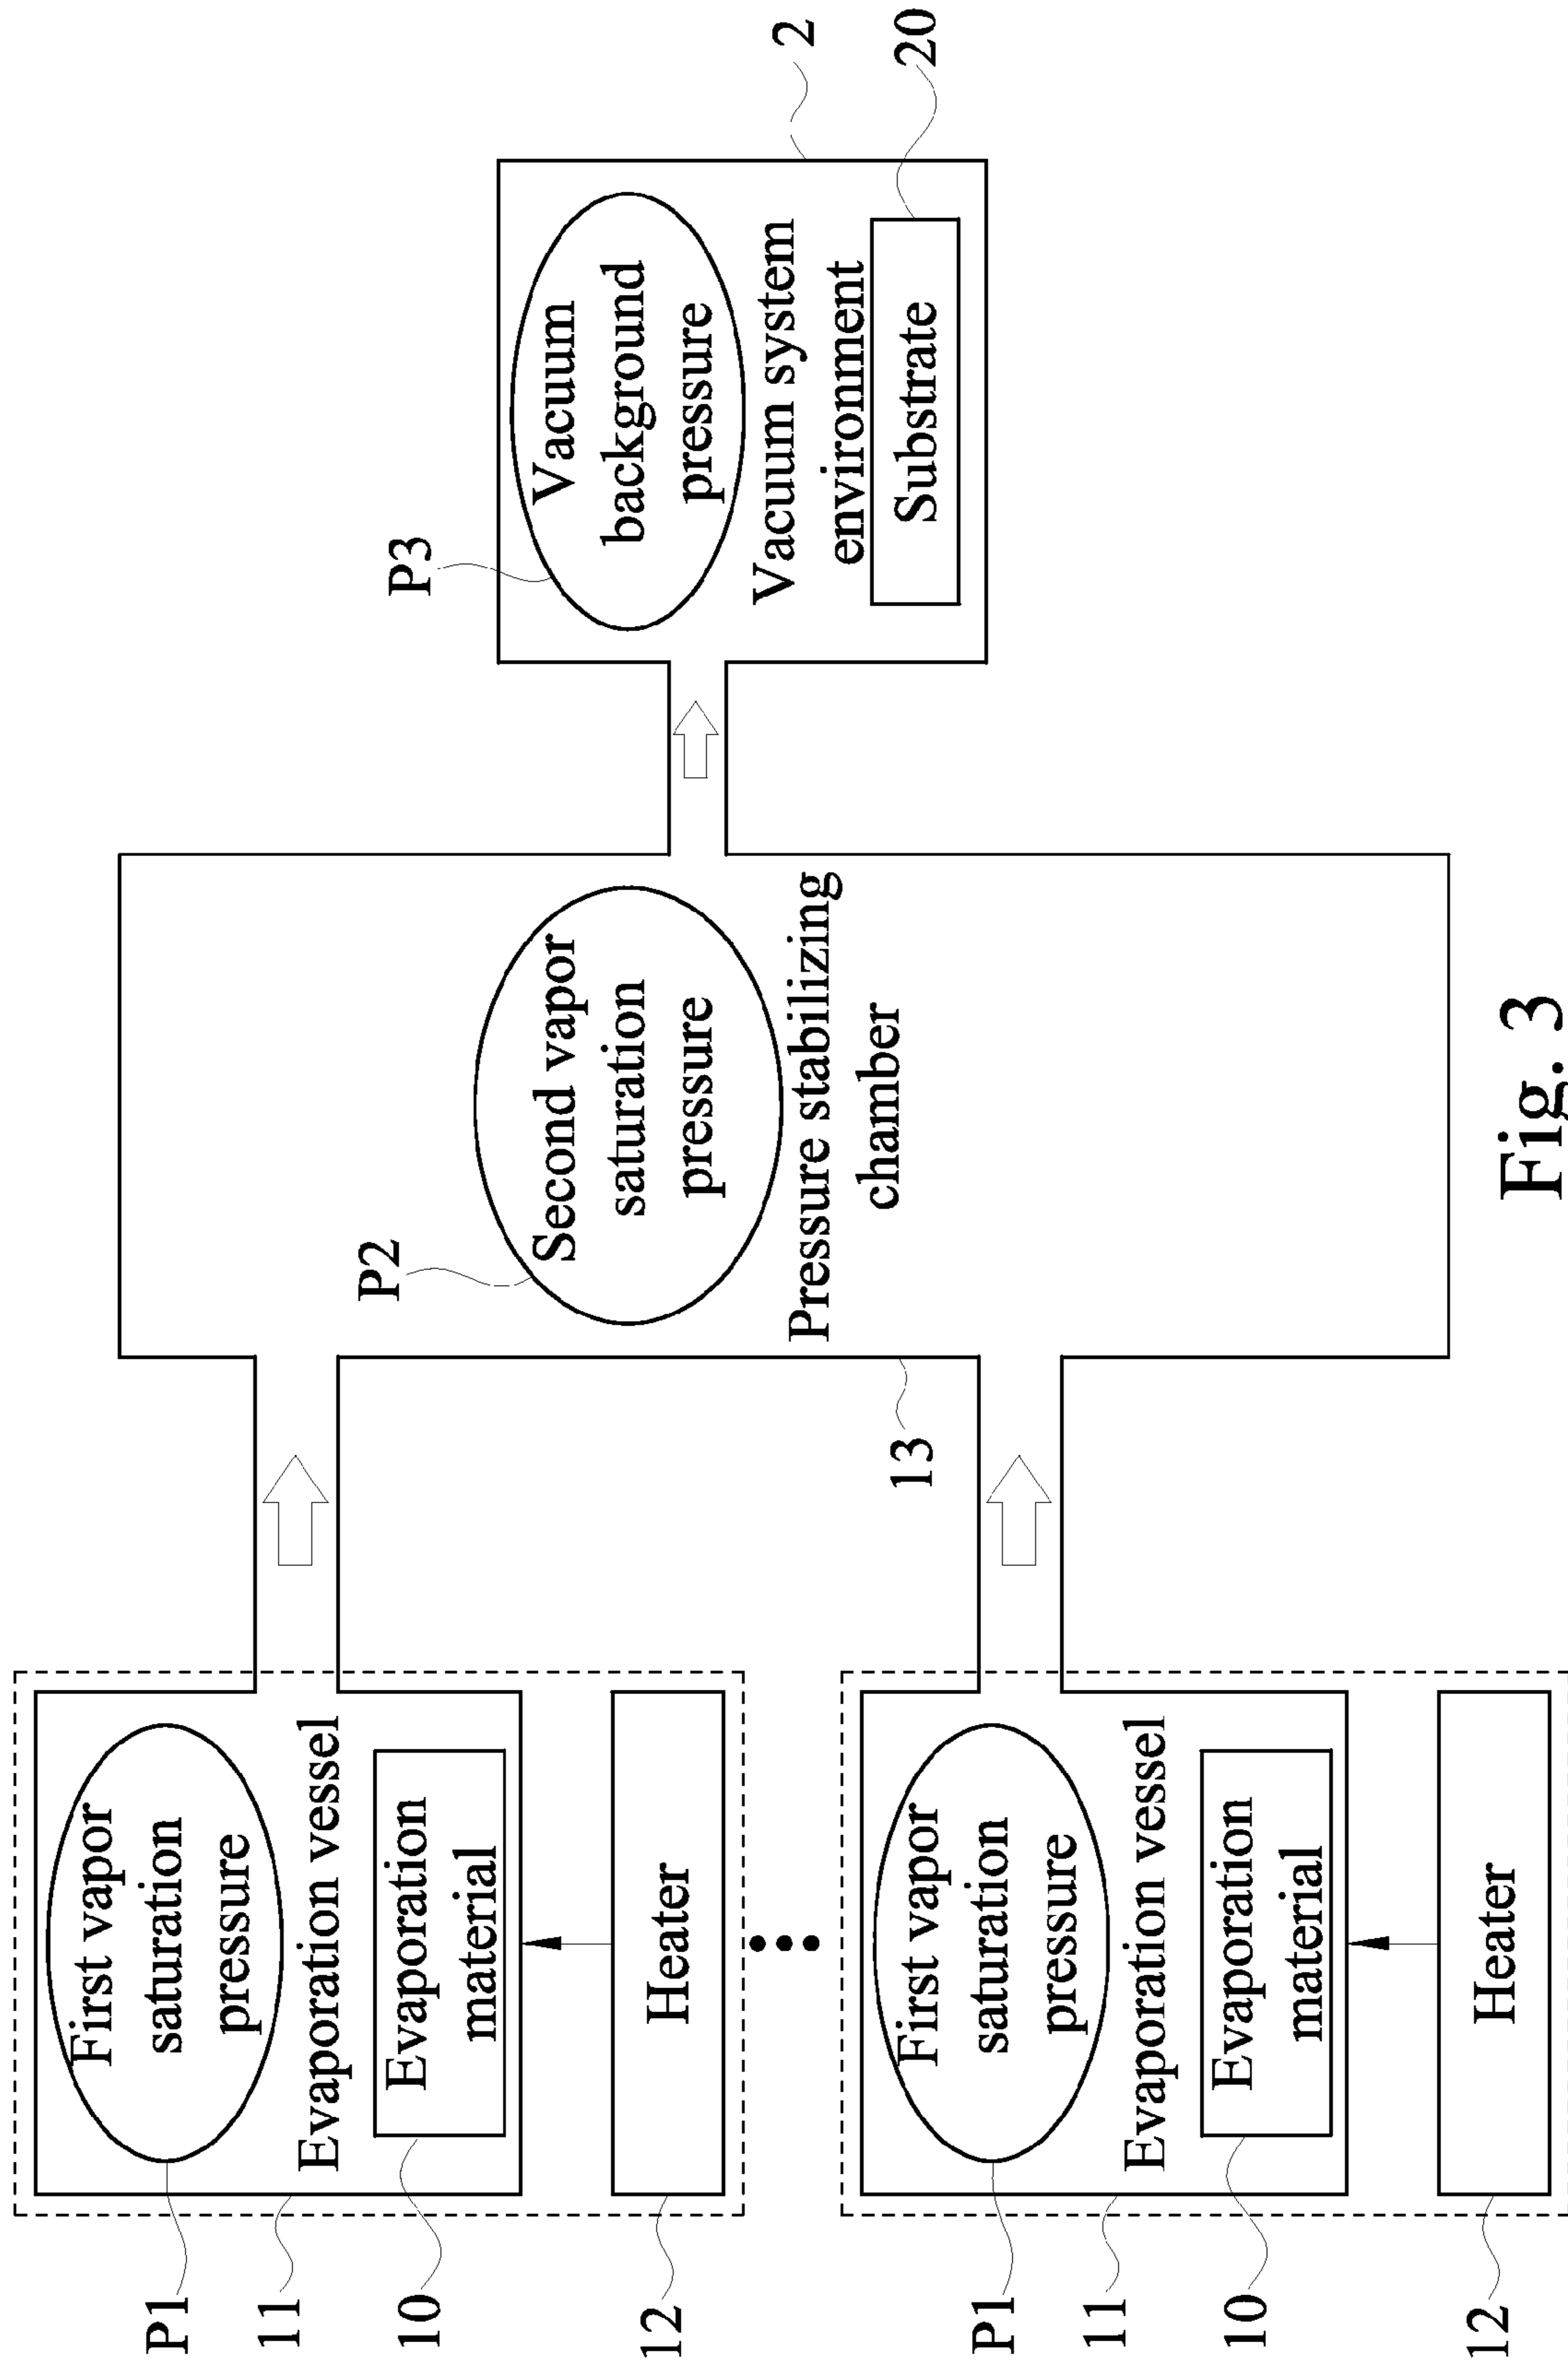 P1
First vapor
saturation
pressure
11
Evaporation vessel
10
Evaporation
material
12
Heater
P1
First vapor
saturation
pressure
11
Evaporation vessel
10
Evaporation
material
12
Heater
P2
Second vapor
saturation
pressure
Pressure stabilizing
chamber
13
P3
Vacuum
background
pressure
Vacuum system
environment
Substrate
2
20
Fig. 3